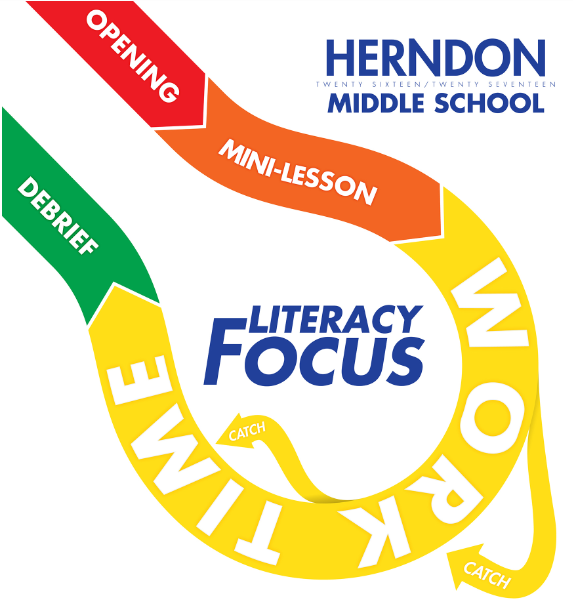 OPENING
HERNDON
TWENTY SIXTEEN/TWENTY SEVENTEEN
MIDDLE SCHOOL
MINI-LESSON
DEBRIEF
LITERACY
FOCUS
WORK TIME
CATCH
CATCH